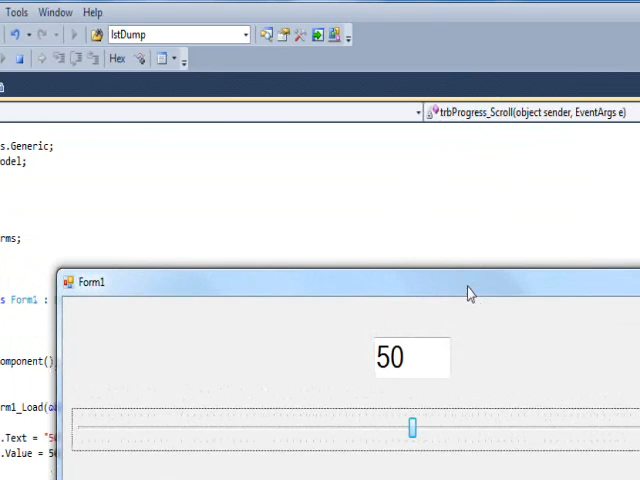 Tools Window Help
lstDump
Hex
trbProgress_Scroll(object sender, EventArgs e)
s.Generic;
odel;
rms;
s Form1 :
Form1
50
omponent();
rm1_Load(o
.Text = "5
.Value = 5